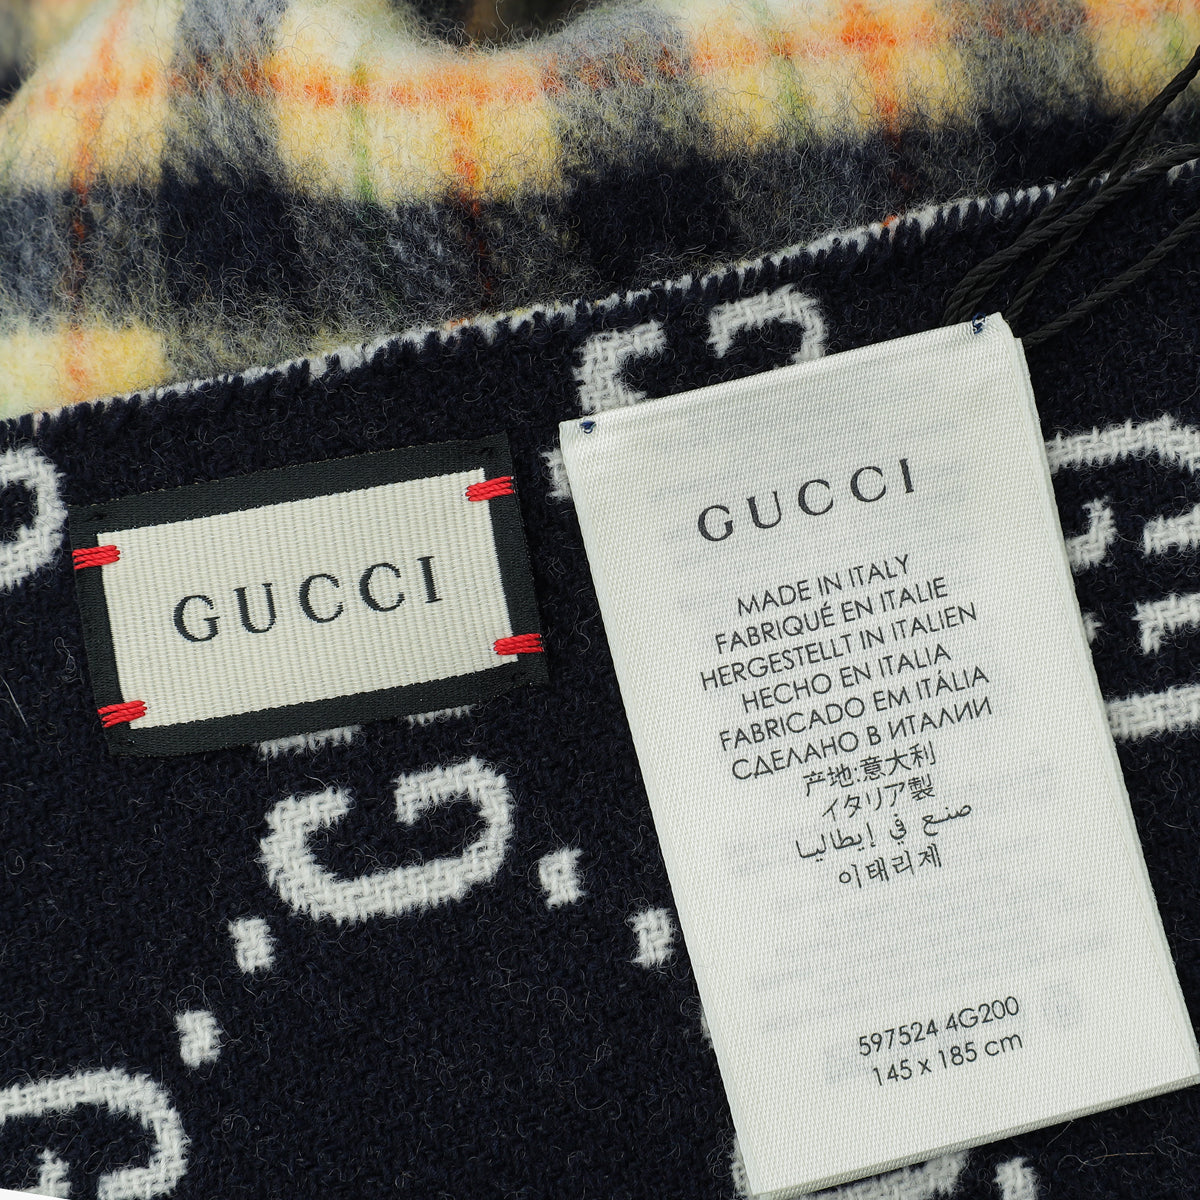 GUCCI
GUCCI
MADE IN ITALY
FABRIQUÉ EN ITALIE
HERGESTELLT IN ITALIEN
HECHO EN ITALIA
FABRICADO EM ITÁLIA
СДЕЛАНО В ИТАЛИИ
产地:意大利
イタリア製
صنع في إيطاليا
이태리제
597524 4G200
145 x 185 cm